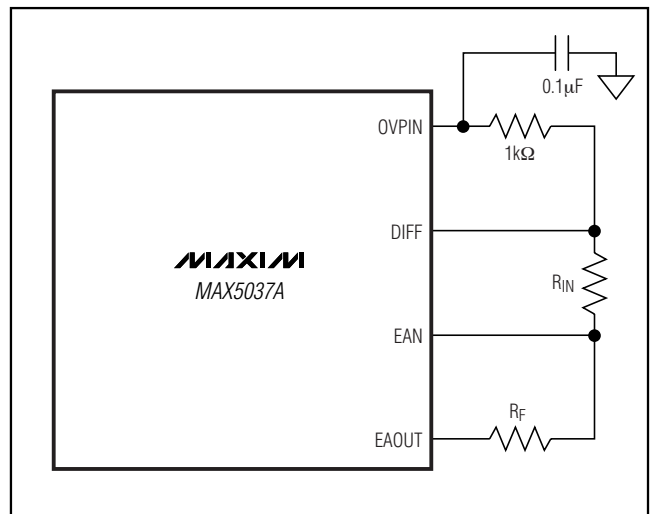 0.1µF
OVPIN
1kΩ
DIFF
MAXIM
MAX5037A
RIN
EAN
RF
EAOUT